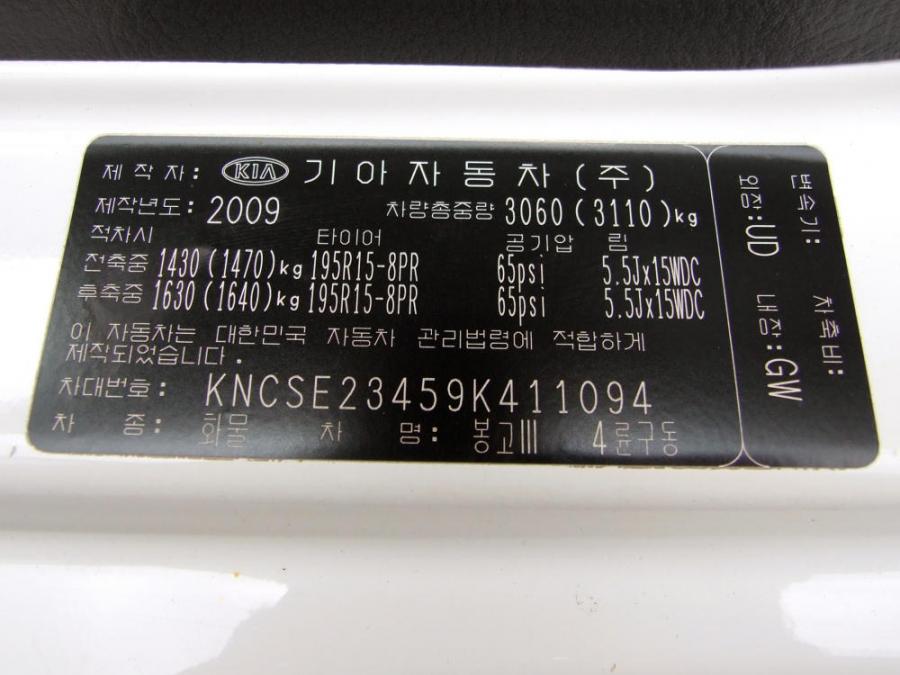 제 작 자: KIA 기 아 자 동 차 (주)
제작년도: 2009 차량총중량 3060 (3110) kg
적차시 타이어 공기압 림
전축중 1430 (1470) kg 195R15-8PR 65psi 5.5Jx15WDC
후축중 1630 (1640) kg 195R15-8PR 65psi 5.5Jx15WDC
이 자동차는 대한민국 자동차 관리법령에 적합하게
제작되었습니다.
차대번호: KNCSE23459K411094
차 종: 화물 차 명: 봉고III 4륜구동
변속기: 차축비:
외장:UD 내장:GW